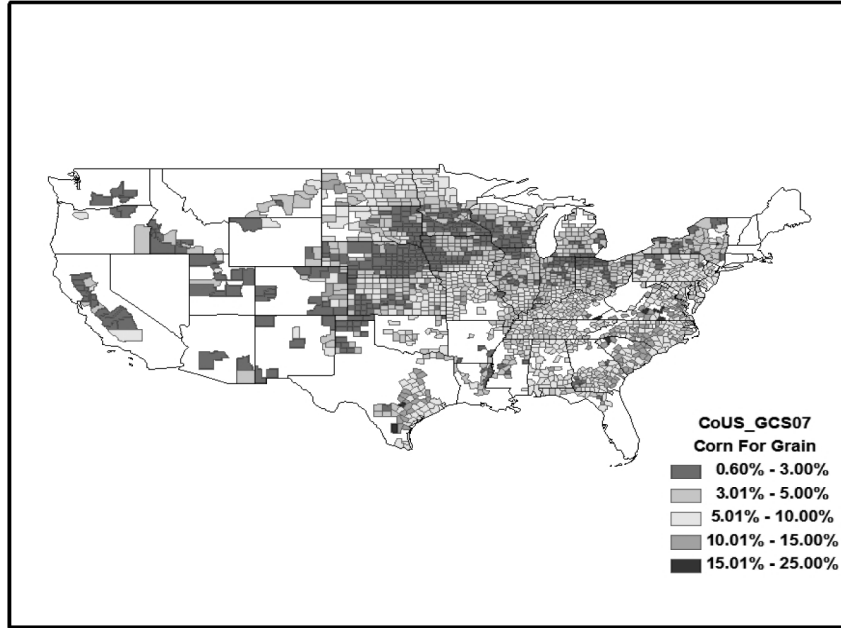 CoUS_GCS07
Corn For Grain
0.60% - 3.00%
3.01% - 5.00%
5.01% - 10.00%
10.01% - 15.00%
15.01% - 25.00%